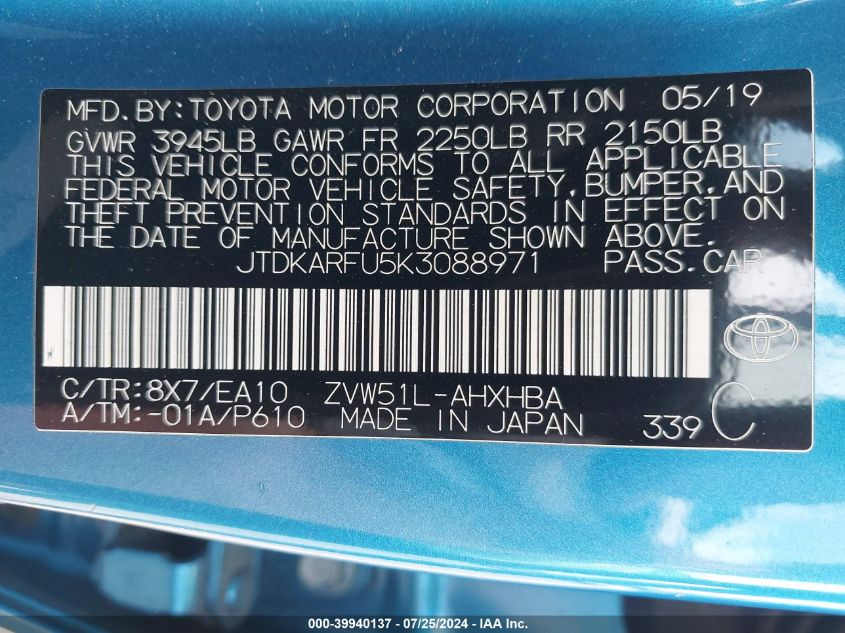 MFD.BY:TOYOTA MOTOR CORPORATION 05/19
GVWR 3945LB GAWR FR 2250LB RR 2150LB
THIS VEHICLE CONFORMS TO ALL APPLICABLE
FEDERAL MOTOR VEHICLE SAFETY,BUMPER,AND
THEFT PREVENTION STANDARDS IN EFFECT ON
THE DATE OF MANUFACTURE SHOWN ABOVE.
JTDKARFU5K3088971 PASS.CAR
C/TR:8X7/EA10 ZVW51L-AHXHBA
A/TM:-01A/P610 MADE IN JAPAN 339 C
000-39940137 - 07/25/2024 - IAAI, Inc.